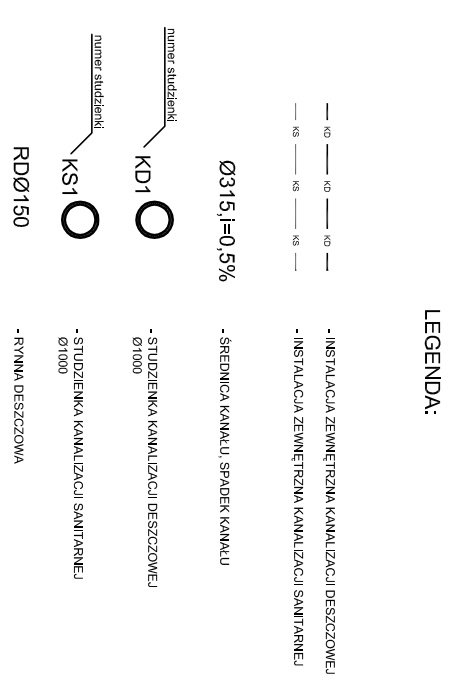 LEGENDA:
KD KD KD - INSTALACJA ZEWNĘTRZNA KANALIZACJI DESZCZOWEJ
KS KS KS - INSTALACJA ZEWNĘTRZNA KANALIZACJI SANITARNEJ
Ø315,i=0,5% - ŚREDNICA KANAŁU, SPADEK KANAŁU
numer studzienki
KD1 - STUDZIENKA KANALIZACJI DESZCZOWEJ
Ø1000
numer studzienki
KS1 - STUDZIENKA KANALIZACJI SANITARNEJ
Ø1000
RDØ150 - RYNNA DESZCZOWA